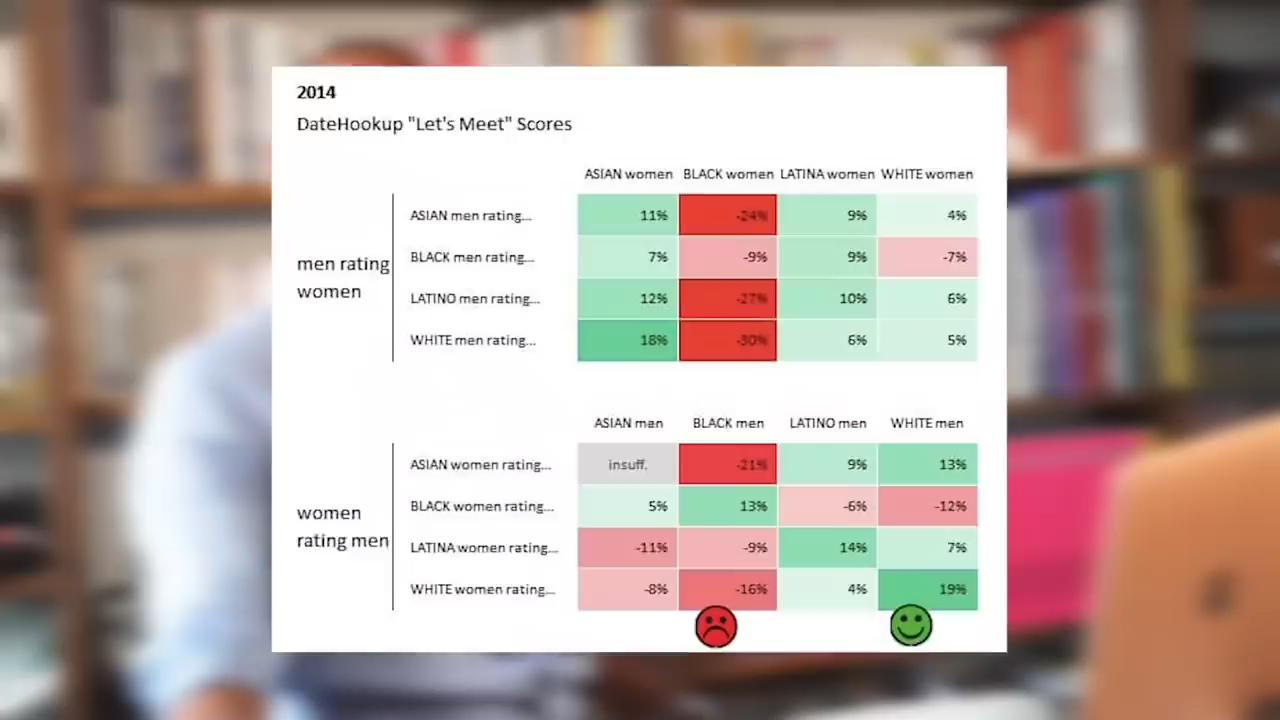 2014
DateHookup "Let's Meet" Scores
ASIAN women BLACK women LATINA women WHITE women
men rating women
ASIAN men rating... 11% -24% 9% 4%
BLACK men rating... 7% -9% 9% -7%
LATINO men rating... 12% -27% 10% 6%
WHITE men rating... 18% -30% 6% 5%
ASIAN men BLACK men LATINO men WHITE men
women rating men
ASIAN women rating... insuff. -21% 9% 13%
BLACK women rating... 5% 13% -6% -12%
LATINA women rating... -11% -9% 14% 7%
WHITE women rating... -8% -16% 4% 19%